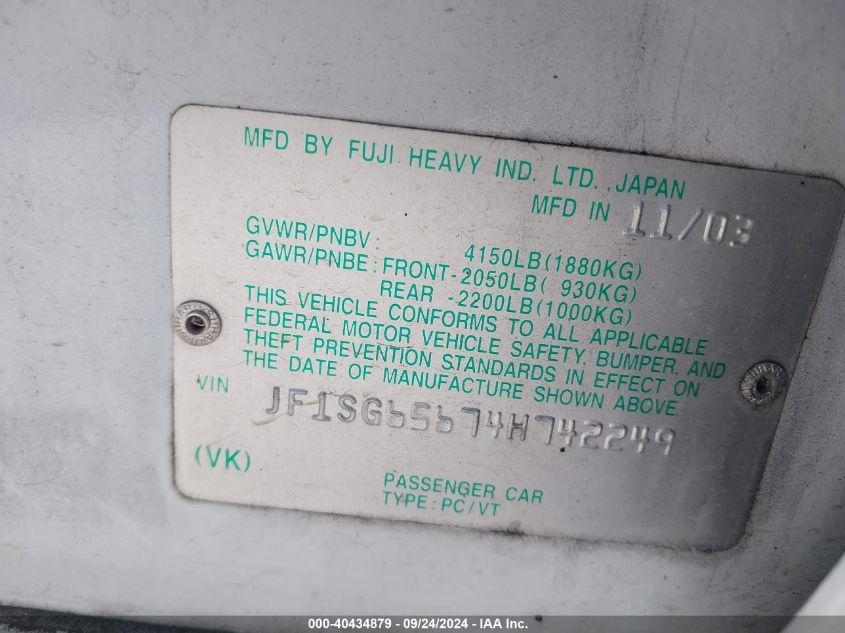 MFD BY FUJI HEAVY IND. LTD., JAPAN
MFD IN 11/03
GVWR/PNBV: 4150LB(1880KG)
GAWR/PNBE: FRONT-2050LB( 930KG)
REAR -2200LB(1000KG)
THIS VEHICLE CONFORMS TO ALL APPLICABLE
FEDERAL MOTOR VEHICLE SAFETY, BUMPER, AND
THEFT PREVENTION STANDARDS IN EFFECT ON
THE DATE OF MANUFACTURE SHOWN ABOVE.
VIN JF1SG65674H742249
(VK)
PASSENGER CAR
TYPE: PC/VT
000-40434879 - 09/24/2024 - IAA Inc.